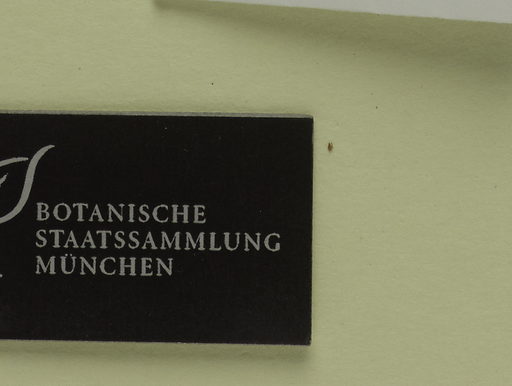 BOTANISCHE
STAATSSAMMLUNG
MÜNCHEN